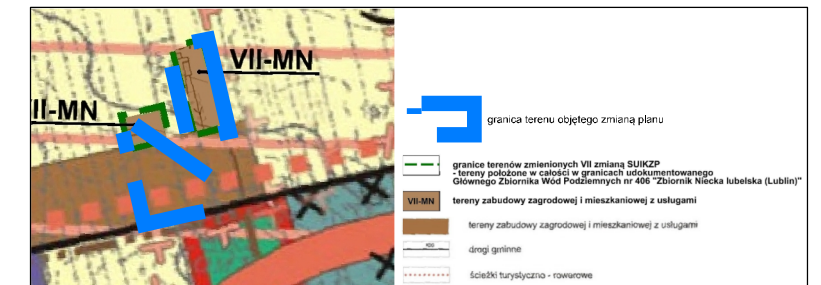 VII-MN
II-MN
granica terenu objętego zmianą planu
granice terenów zmienionych VII zmianą SUIKZP
- tereny położone w całości w granicach udokumentowanego
Głównego Zbiornika Wód Podziemnych nr 406 "Zbiornik Niecka lubelska (Lublin)"
VII-MN tereny zabudowy zagrodowej i mieszkaniowej z usługami
tereny zabudowy zagrodowej i mieszkaniowej z usługami
drogi gminne
ścieżki turystyczno - rowerowe